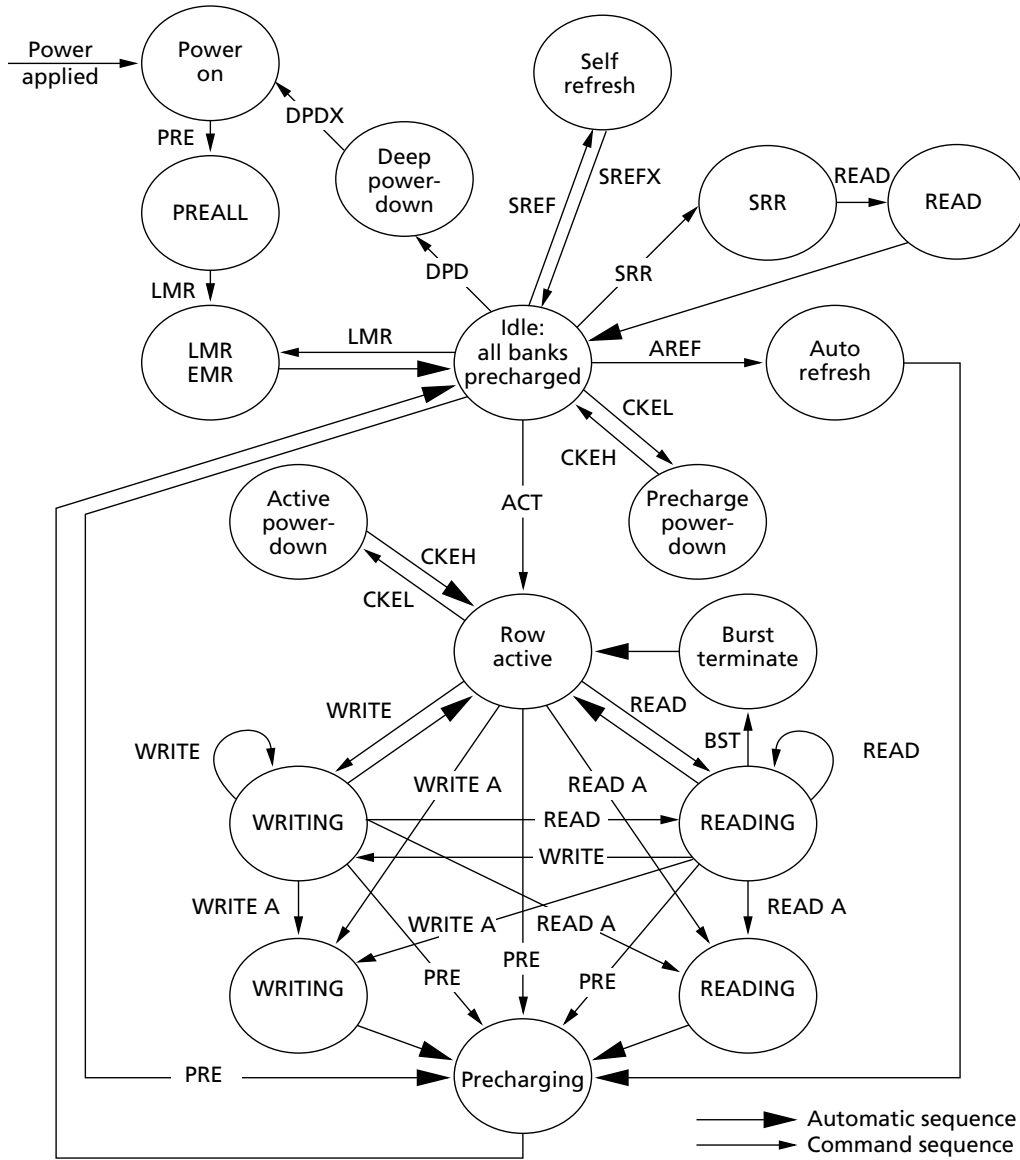 Power
applied
Power
on
Self
refresh
PRE
DPDX
Deep
power-
down
SREF
SREFX
READ
PREALL
SRR
READ
LMR
DPD
SRR
LMR
EMR
LMR
Idle:
all banks
precharged
AREF
Auto
refresh
CKEL
CKEH
Active
power-
down
ACT
Precharge
power-
down
CKEH
CKEL
Row
active
Burst
terminate
WRITE
READ
BST
WRITE
READ
WRITE A
READ A
WRITING
READ
READING
WRITE
WRITE A
READ A
WRITE A
READ A
PRE
PRE
PRE
WRITING
READING
PRE
Precharging
Automatic sequence
Command sequence